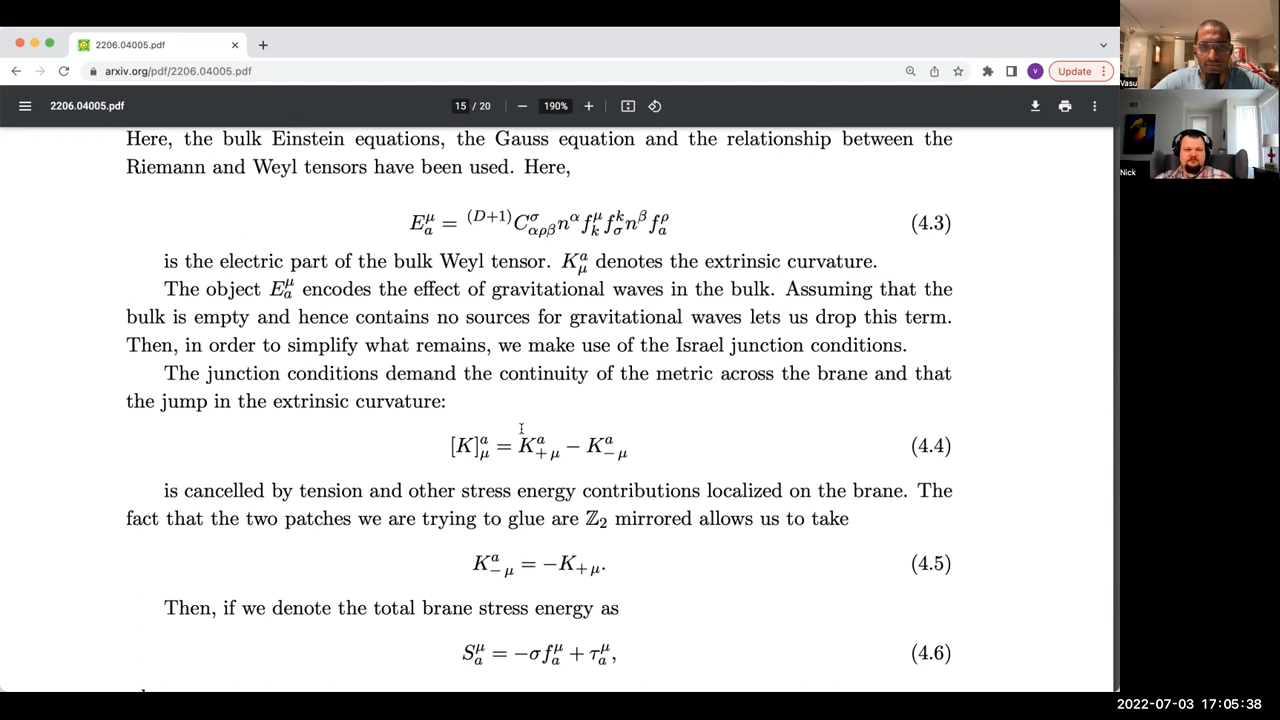 2206.04005.pdf
arxiv.org/pdf/2206.04005.pdf
V
Update
2206.04005.pdf
15 / 20
190%
Here, the bulk Einstein equations, the Gauss equation and the relationship between the
Riemann and Weyl tensors have been used. Here,
E_a^μ = ^{(D+1)}C^σ_{αρβ} n^α f^μ_k f^k_σ n^β f^ρ_a (4.3)
is the electric part of the bulk Weyl tensor. K^a_μ denotes the extrinsic curvature.
The object E_a^μ encodes the effect of gravitational waves in the bulk. Assuming that the
bulk is empty and hence contains no sources for gravitational waves lets us drop this term.
Then, in order to simplify what remains, we make use of the Israel junction conditions.
The junction conditions demand the continuity of the metric across the brane and that
the jump in the extrinsic curvature:
[K]^a_μ = K^a_{+ μ} − K^a_{− μ} (4.4)
is cancelled by tension and other stress energy contributions localized on the brane. The
fact that the two patches we are trying to glue are ℤ₂ mirrored allows us to take
K^a_{− μ} = −K_{+ μ}. (4.5)
Then, if we denote the total brane stress energy as
S^μ_a = −σf^μ_a + τ^μ_a, (4.6)
Vasu
Nick
2022-07-03 17:05:38